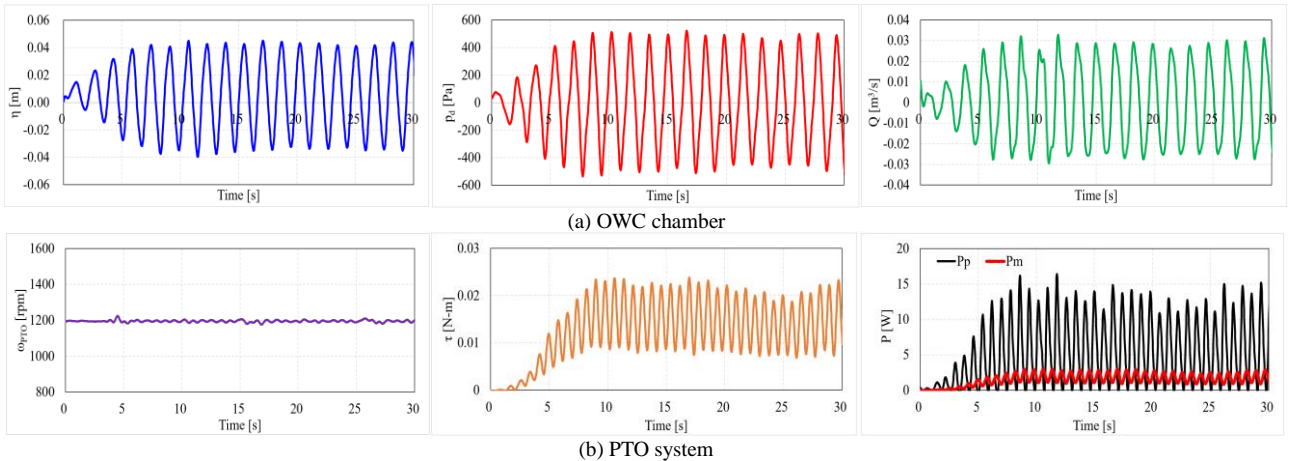 0.06
0.04
0.02
0.00
-0.02
-0.04
-0.06
0 5 10 15 20 25 30
η [m]
Time [s]
600
400
200
0
-200
-400
-600
0 5 10 15 20 25 30
Pd [Pa]
Time [s]
0.04
0.03
0.02
0.01
0
-0.01
-0.02
-0.03
-0.04
0 5 10 15 20 25 30
Q [m³/s]
Time [s]
(a) OWC chamber
1600
1400
1200
1000
800
0 5 10 15 20 25 30
ωPTO [rpm]
Time [s]
0.03
0.02
0.01
0
0 5 10 15 20 25 30
τ [N-m]
Time [s]
20
15
10
5
0
0 5 10 15 20 25 30
P [W]
Pp Pm
Time [s]
(b) PTO system